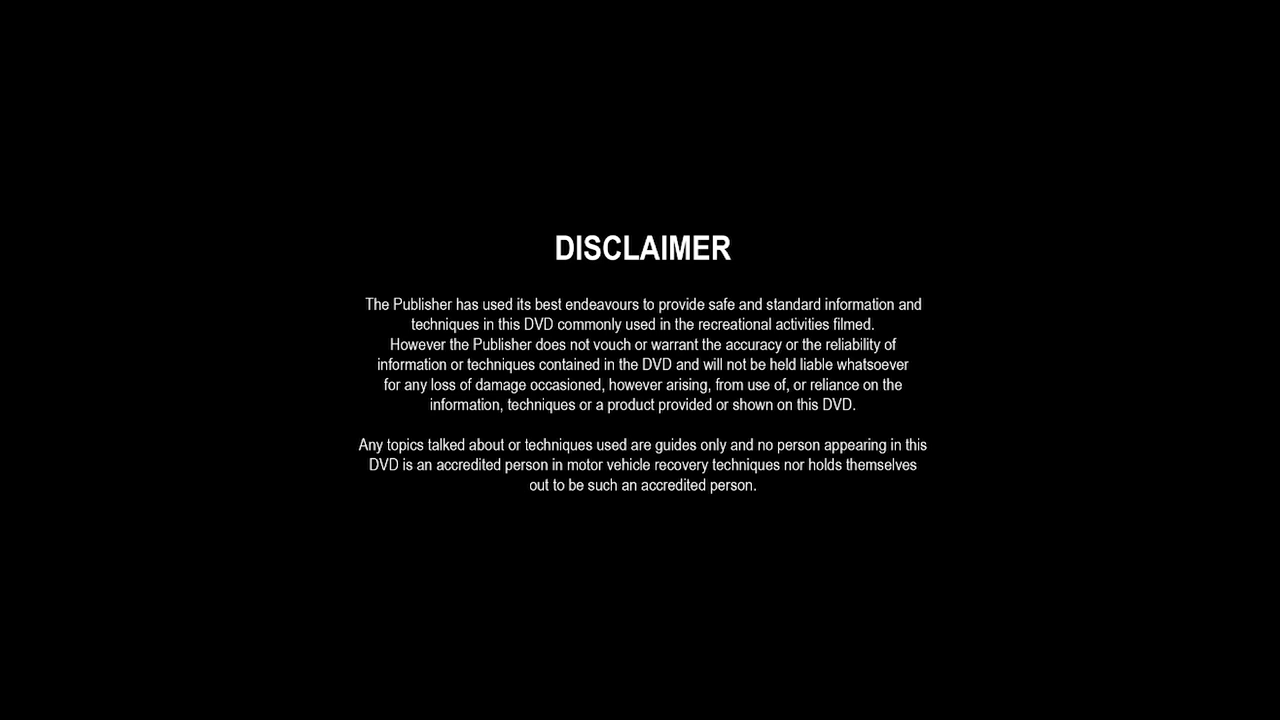 DISCLAIMER
The Publisher has used its best endeavours to provide safe and standard information and
techniques in this DVD commonly used in the recreational activities filmed.
However the Publisher does not vouch or warrant the accuracy or the reliability of
information or techniques contained in the DVD and will not be held liable whatsoever
for any loss of damage occasioned, however arising, from use of, or reliance on the
information, techniques or a product provided or shown on this DVD.
Any topics talked about or techniques used are guides only and no person appearing in this
DVD is an accredited person in motor vehicle recovery techniques nor holds themselves
out to be such an accredited person.